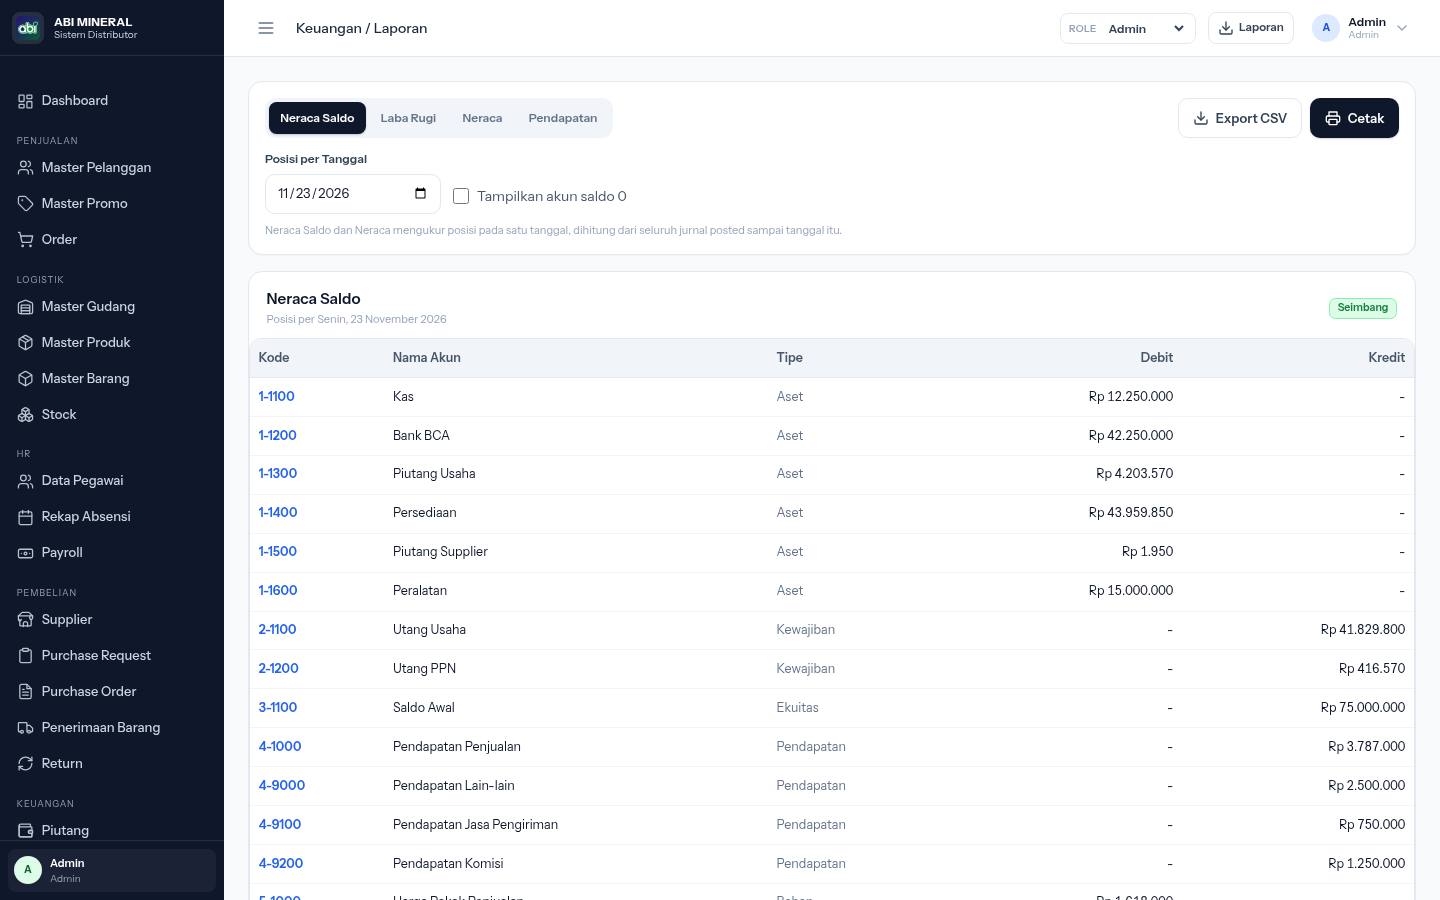 abi
ABI MINERAL
Sistem Distributor
Dashboard
PENJUALAN
Master Pelanggan
Master Promo
Order
LOGISTIK
Master Gudang
Master Produk
Master Barang
Stock
HR
Data Pegawai
Rekap Absensi
Payroll
PEMBELIAN
Supplier
Purchase Request
Purchase Order
Penerimaan Barang
Return
KEUANGAN
Piutang
A
Admin
Admin
Keuangan / Laporan
ROLE Admin
Laporan
A
Admin
Admin
Neraca Saldo Laba Rugi Neraca Pendapatan
Export CSV
Cetak
Posisi per Tanggal
11/23/2026
Tampilkan akun saldo 0
Neraca Saldo dan Neraca mengukur posisi pada satu tanggal, dihitung dari seluruh jurnal posted sampai tanggal itu.
Neraca Saldo
Posisi per Senin, 23 November 2026
Seimbang
Kode Nama Akun Tipe Debit Kredit
1-1100 Kas Aset Rp 12.250.000 -
1-1200 Bank BCA Aset Rp 42.250.000 -
1-1300 Piutang Usaha Aset Rp 4.203.570 -
1-1400 Persediaan Aset Rp 43.959.850 -
1-1500 Piutang Supplier Aset Rp 1.950 -
1-1600 Peralatan Aset Rp 15.000.000 -
2-1100 Utang Usaha Kewajiban - Rp 41.829.800
2-1200 Utang PPN Kewajiban - Rp 416.570
3-1100 Saldo Awal Ekuitas - Rp 75.000.000
4-1000 Pendapatan Penjualan Pendapatan - Rp 3.787.000
4-9000 Pendapatan Lain-lain Pendapatan - Rp 2.500.000
4-9100 Pendapatan Jasa Pengiriman Pendapatan - Rp 750.000
4-9200 Pendapatan Komisi Pendapatan - Rp 1.250.000